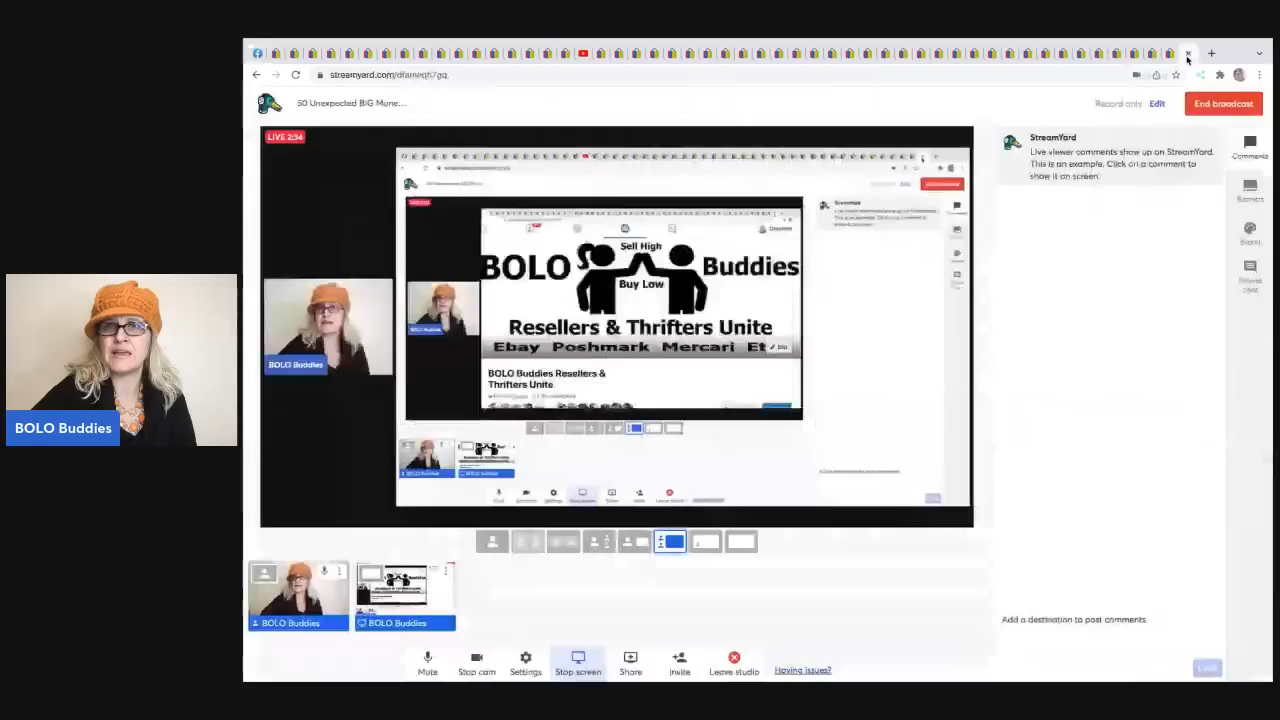 streamyard.com/dfameqh7gq
50 Unexpected BIG Mone...
Record only
Edit
End broadcast
LIVE 2:34
StreamYard
Live viewer comments show up on StreamYard.
This is an example. Click on a comment to
show it on screen.
Comments
Banners
Brand
BOLO Buddies
BOLO Buddies
BOLO Buddies
Sell High
BOLO
Buddies
Buy Low
Resellers & Thrifters Unite
Ebay Poshmark Mercari Et
BOLO Buddies Resellers &
Thrifters Unite
BOLO Buddies
BOLO Buddies
Add a destination to post comments.
Mute
Stop cam
Settings
Stop screen
Share
Invite
Leave studio
Having issues?